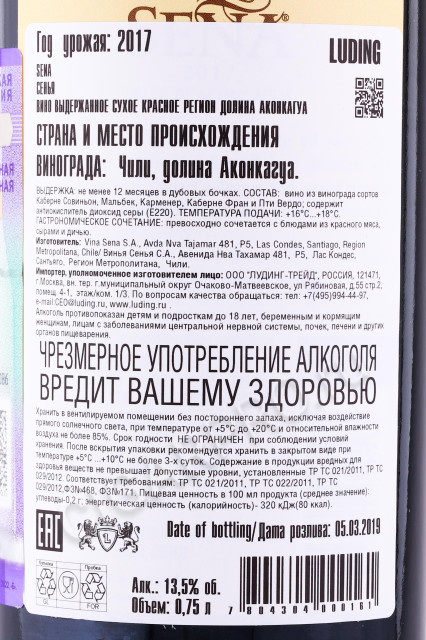 SEÑA
Год урожая: 2017
LUDING
SENA
СЕНЬЯ
ВИНО ВЫДЕРЖАННОЕ СУХОЕ КРАСНОЕ РЕГИОН ДОЛИНА АКОНКАГУА
СТРАНА И МЕСТО ПРОИСХОЖДЕНИЯ
ВИНОГРАДА: Чили, долина Аконкагуа.
ВЫДЕРЖКА: не менее 12 месяцев в дубовых бочках. СОСТАВ: вино из винограда сортов
Каберне Совиньон, Мальбек, Карменер, Каберне Фран и Пти Вердо; содержит
антиокислитель диоксид серы (E220). ТЕМПЕРАТУРА ПОДАЧИ: +16°С...+18°С.
ГАСТРОНОМИЧЕСКОЕ СОЧЕТАНИЕ: превосходно сочетается с блюдами из красного мяса,
сырами и дичью.
Изготовитель: Vina Sena S.A., Avda Nva Tajamar 481, P5, Las Condes, Santiago, Region
Metropolitana, Chile/ Винья Сенья С.А., Авенида Нва Тахамар 481, Р5, Лас Кондес,
Сантьяго, Регион Метрополитана, Чили.
Импортер, уполномоченное изготовителем лицо: ООО "ЛУДИНГ-ТРЕЙД", РОССИЯ, 121471,
г.Москва, вн. тер. г.муниципальный округ Очаково-Матвеевское, ул Рябиновая, д.55 стр.2,
помещ. 4-1, этаж/ком. 1/3. По вопросам качества обращаться: тел: +7(495)994-44-97,
e-mail:CEO@luding.ru, www.luding.ru .
Алкоголь противопоказан детям и подросткам до 18 лет, беременным и кормящим
женщинам, лицам с заболеваниями центральной нервной системы, почек, печени и других
органов пищеварения.
ЧРЕЗМЕРНОЕ УПОТРЕБЛЕНИЕ АЛКОГОЛЯ
ВРЕДИТ ВАШЕМУ ЗДОРОВЬЮ
Хранить в вентилируемом помещении без постороннего запаха, исключая воздействие
прямого солнечного света, при температуре от +5°С до +20°С и относительной влажности
воздуха не более 85%. Срок годности НЕ ОГРАНИЧЕН при соблюдении условий
хранения. После вскрытия упаковки рекомендуется хранить в закрытом виде при
температуре +5°С ...+10°С не более 3-х суток. Содержание в продукции вредных для
здоровья веществ не превышает допустимые уровни, установленные ТР ТС 021/2011, ТР ТС
029/2012. Соответствует требованиям: ТР ТС 021/2011, ТР ТС 022/2011, ТР ТС
029/2012,ФЗ№468, ФЗ№171. Пищевая ценность в 100 мл продукта (среднее значение):
углеводы-0,2 г; энергетическая ценность (калорийность)- 320 кДж(80 ккал).
EAC
Date of bottling/Дата розлива: 05.03.2019
Алк.: 13,5% об.
Объем: 0,75 л
GL
FOR
7 804304 000161